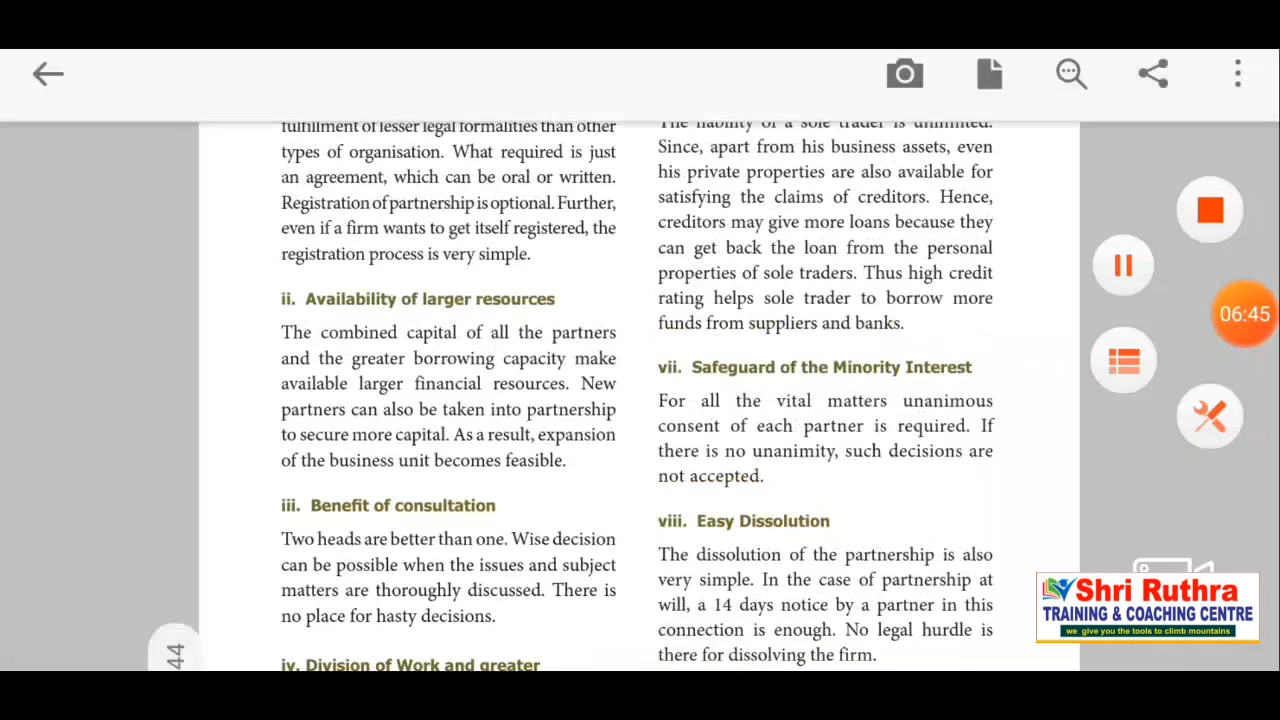 fulfillment of lesser legal formalities than other
types of organisation. What required is just
an agreement, which can be oral or written.
Registration of partnership is optional. Further,
even if a firm wants to get itself registered, the
registration process is very simple.
ii. Availability of larger resources
The combined capital of all the partners
and the greater borrowing capacity make
available larger financial resources. New
partners can also be taken into partnership
to secure more capital. As a result, expansion
of the business unit becomes feasible.
iii. Benefit of consultation
Two heads are better than one. Wise decision
can be possible when the issues and subject
matters are thoroughly discussed. There is
no place for hasty decisions.
iv. Division of Work and greater
44
The liability of a sole trader is unlimited.
Since, apart from his business assets, even
his private properties are also available for
satisfying the claims of creditors. Hence,
creditors may give more loans because they
can get back the loan from the personal
properties of sole traders. Thus high credit
rating helps sole trader to borrow more
funds from suppliers and banks.
vii. Safeguard of the Minority Interest
For all the vital matters unanimous
consent of each partner is required. If
there is no unanimity, such decisions are
not accepted.
viii. Easy Dissolution
The dissolution of the partnership is also
very simple. In the case of partnership at
will, a 14 days notice by a partner in this
connection is enough. No legal hurdle is
there for dissolving the firm.
06:45
Shri Ruthra
TRAINING & COACHING CENTRE
we give you the tools to climb mountains